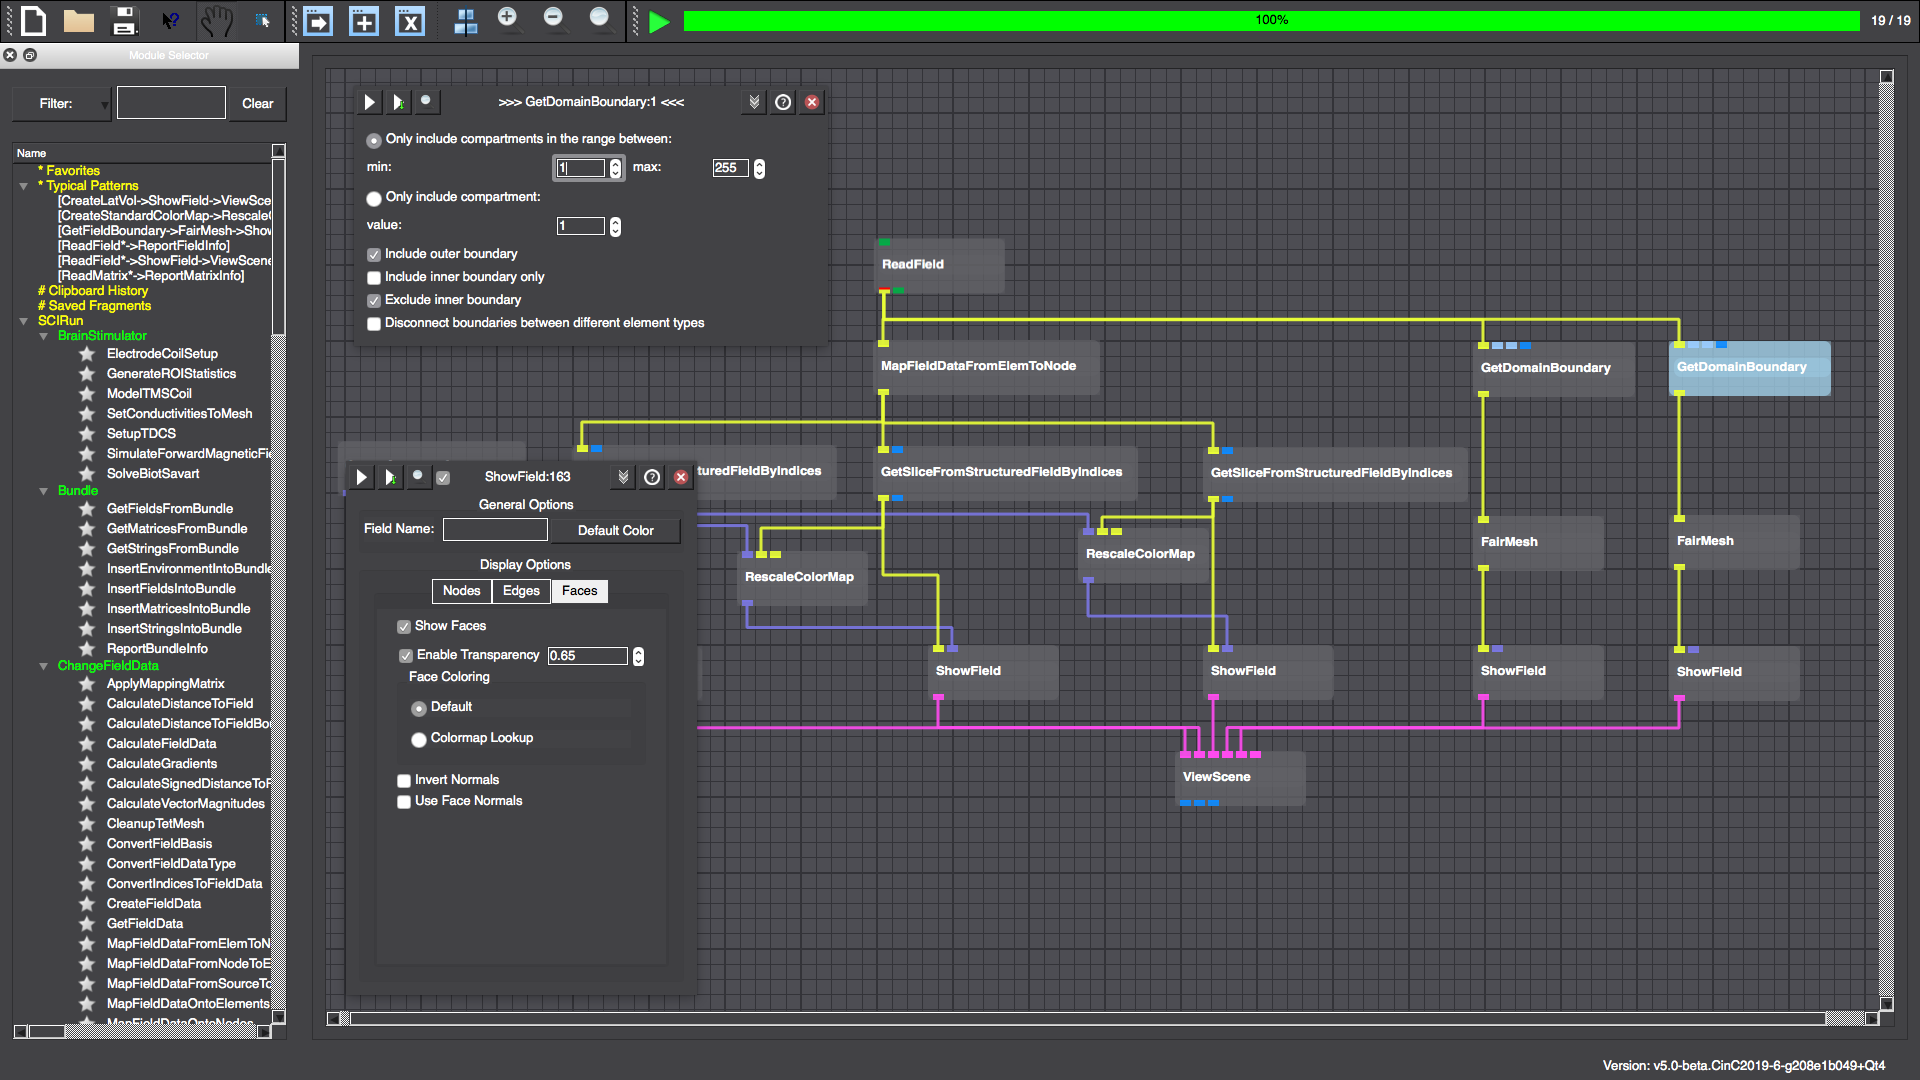 100%
19 / 19
Module Selector
Filter:
Clear
Name
* Favorites
* Typical Patterns
[CreateLatVol->ShowField->ViewSce
[CreateStandardColorMap->Rescale
[GetFieldBoundary->FairMesh->Sho
[ReadField*->ReportFieldInfo]
[ReadField*->ShowField->ViewScene
[ReadMatrix*->ReportMatrixInfo]
# Clipboard History
# Saved Fragments
SCIRun
BrainStimulator
ElectrodeCoilSetup
GenerateROIStatistics
ModelTMSCoil
SetConductivitiesToMesh
SetupTDCS
SimulateForwardMagneticFie
SolveBiotSavart
Bundle
GetFieldsFromBundle
GetMatricesFromBundle
GetStringsFromBundle
InsertEnvironmentIntoBundle
InsertFieldsIntoBundle
InsertMatricesIntoBundle
InsertStringsIntoBundle
ReportBundleInfo
ChangeFieldData
ApplyMappingMatrix
CalculateDistanceToField
CalculateDistanceToFieldBou
CalculateFieldData
CalculateGradients
CalculateSignedDistanceToF
CalculateVectorMagnitudes
CleanupTetMesh
ConvertFieldBasis
ConvertFieldDataType
ConvertIndicesToFieldData
CreateFieldData
GetFieldData
MapFieldDataFromElemToN
MapFieldDataFromNodeToE
MapFieldDataFromSourceTo
MapFieldDataOntoElements
MapFieldDataOntoNodes
>>> GetDomainBoundary:1 <<<
Only include compartments in the range between:
min: 1 max: 255
Only include compartment:
value: 1
Include outer boundary
Include inner boundary only
Exclude inner boundary
Disconnect boundaries between different element types
ReadField
MapFieldDataFromElemToNode
GetDomainBoundary
GetDomainBoundary
turedFieldByIndices
GetSliceFromStructuredFieldByIndices
GetSliceFromStructuredFieldByIndices
ShowField:163
General Options
Field Name:
Default Color
Display Options
Nodes Edges Faces
Show Faces
Enable Transparency 0.65
Face Coloring
Default
Colormap Lookup
Invert Normals
Use Face Normals
RescaleColorMap
RescaleColorMap
FairMesh
FairMesh
ShowField
ShowField
ShowField
ShowField
ViewScene
Version: v5.0-beta.CinC2019-6-g208e1b049+Qt4